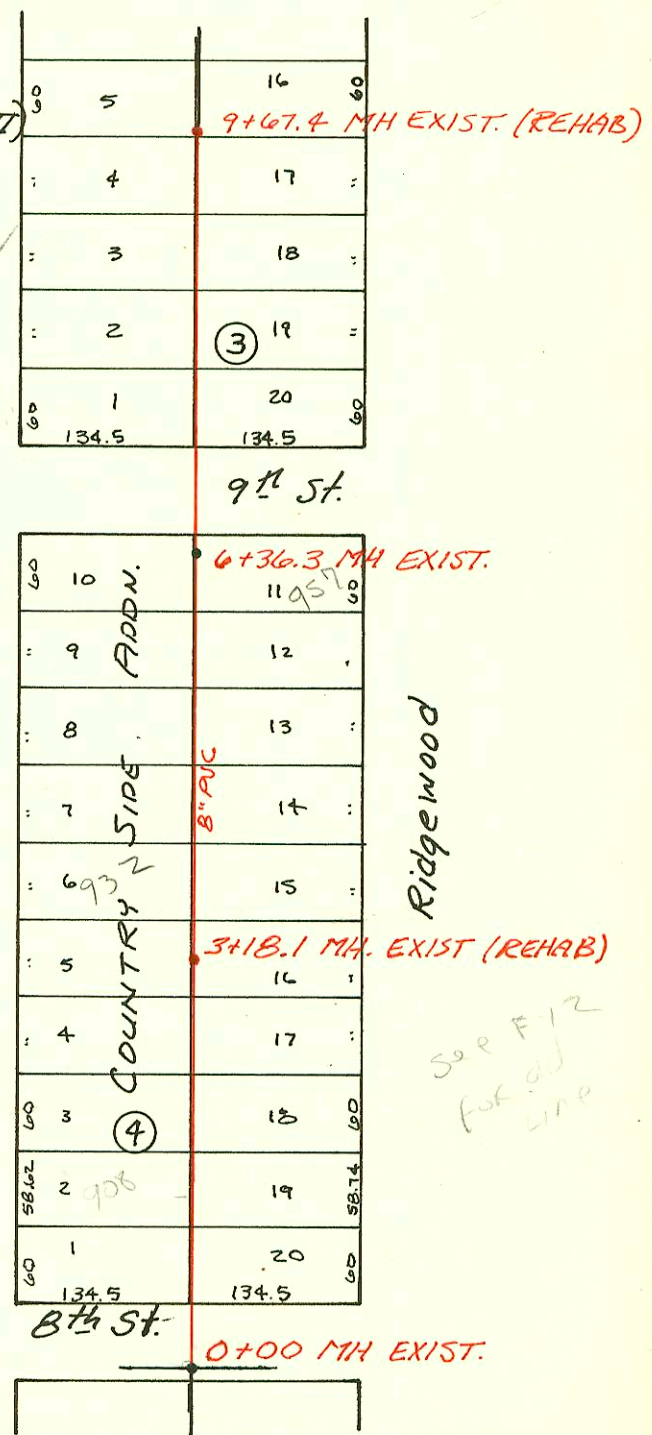 16
60 5 60
9+67.4 MH EXIST. (REHAB)
" 4 17 "
" 3 18 "
" 2 ③ 19 "
60 1 20 60
134.5 134.5
9th St.
6+36.3 MH EXIST.
60 10 11 957 60
" 9 12 "
" 8 13 "
8" PVC
" 7 14 "
" 6 932 15 "
COUNTRY SIDE ADDN.
Ridgewood
3+18.1 MH. EXIST (REHAB)
" 5 16 "
" 4 17
see F-12
for old
line
60 3 ④ 18 60
58.62 2 908 19 58.74
60 1 20 60
134.5 134.5
8th St.
0+00 MH EXIST.